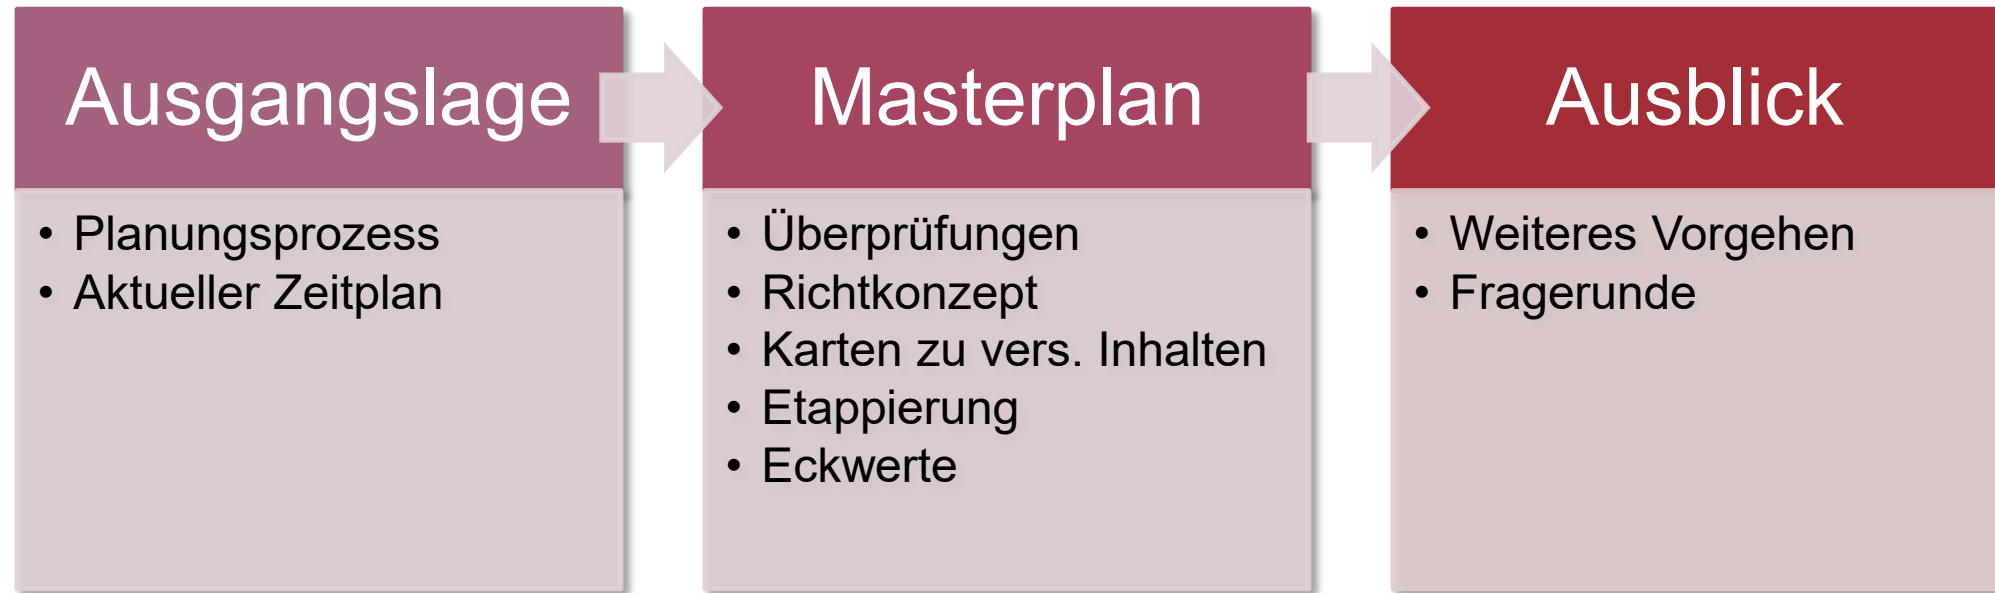 Ausgangslage
• Planungsprozess
• Aktueller Zeitplan
Masterplan
• Überprüfungen
• Richtkonzept
• Karten zu vers. Inhalten
• Etappierung
• Eckwerte
Ausblick
• Weiteres Vorgehen
• Fragerunde